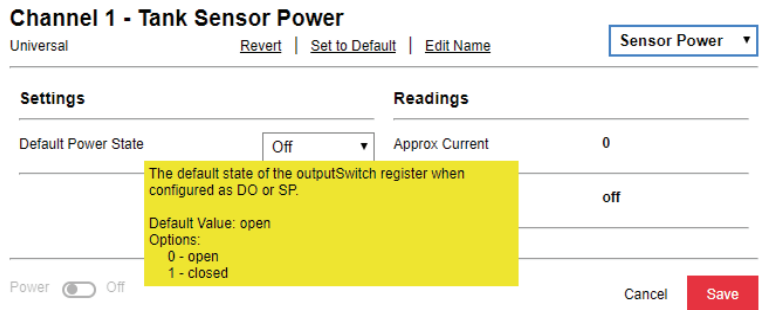 Channel 1 - Tank Sensor Power
Universal Revert | Set to Default | Edit Name Sensor Power
Settings Readings
Default Power State Off Approx Current 0
The default state of the outputSwitch register when
configured as DO or SP.
off
Default Value: open
Options:
0 - open
1 - closed
Power Off Cancel Save